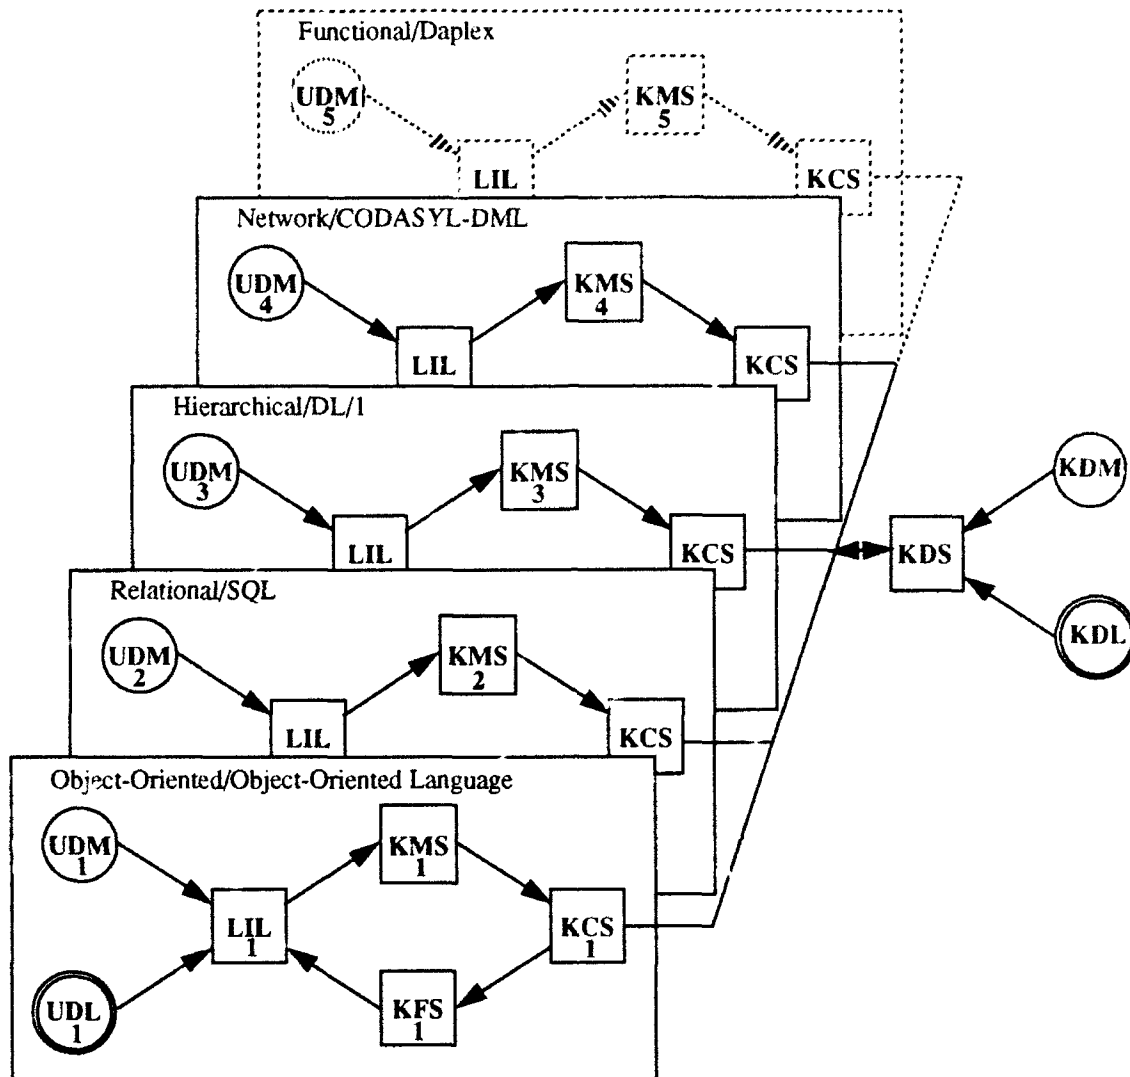 Functional/Daplex
UDM
5
KMS
5
LIL
KCS
Network/CODASYL-DML
UDM
4
KMS
4
LIL
KCS
Hierarchical/DL/1
UDM
3
KMS
3
LIL
KCS
KDM
KDS
KDL
Relational/SQL
UDM
2
KMS
2
LIL
KCS
Object-Oriented/Object-Oriented Language
UDM
1
KMS
1
LIL
1
KCS
1
UDL
1
KFS
1